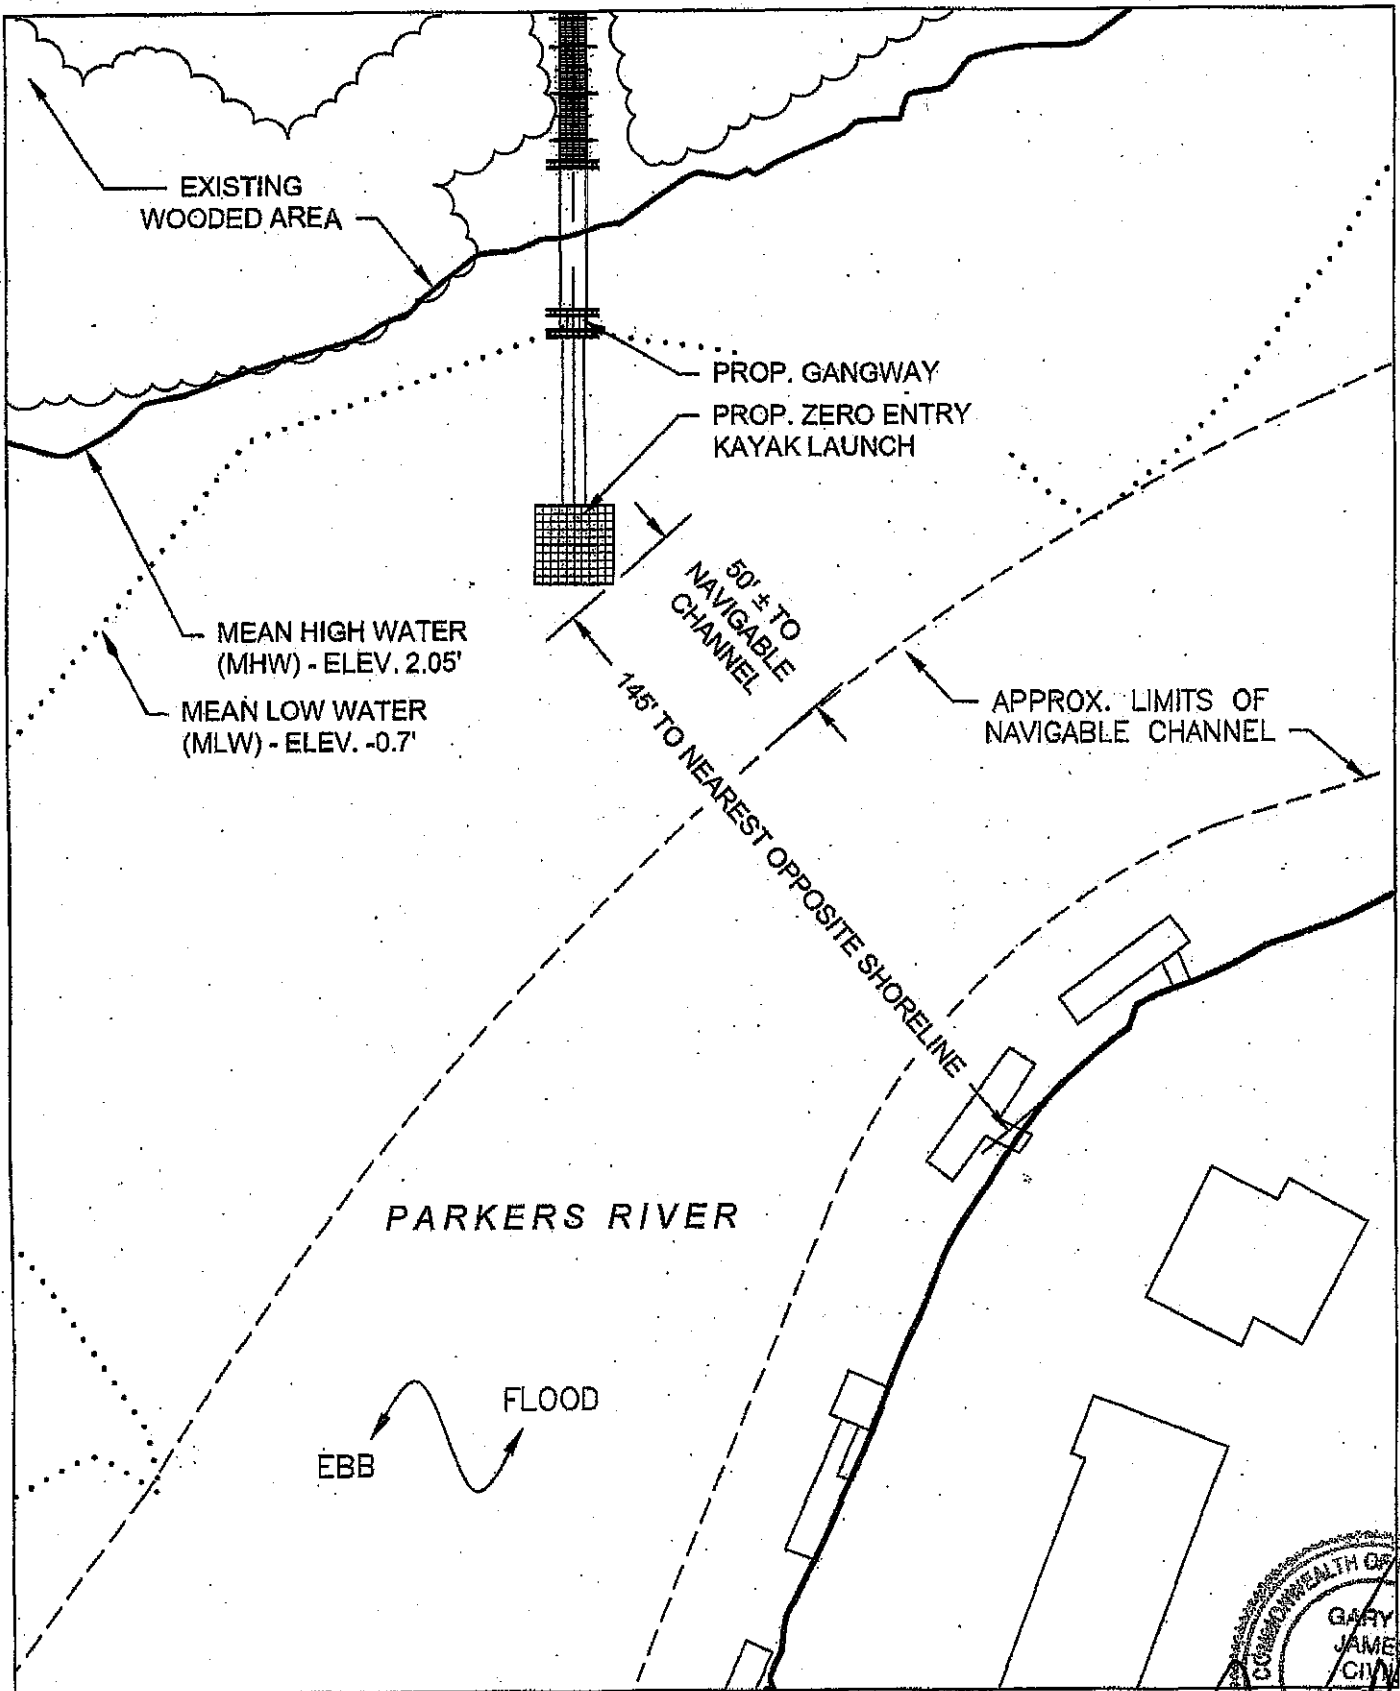 EXISTING
WOODED AREA
PROP. GANGWAY
PROP. ZERO ENTRY
KAYAK LAUNCH
50' ± TO
NAVIGABLE
CHANNEL
MEAN HIGH WATER
(MHW) - ELEV. 2.05'
MEAN LOW WATER
(MLW) - ELEV. -0.7'
145' TO NEAREST OPPOSITE SHORELINE
APPROX. LIMITS OF
NAVIGABLE CHANNEL
PARKERS RIVER
FLOOD
EBB
COMMONWEALTH OF
GARY
JAME
CIVI